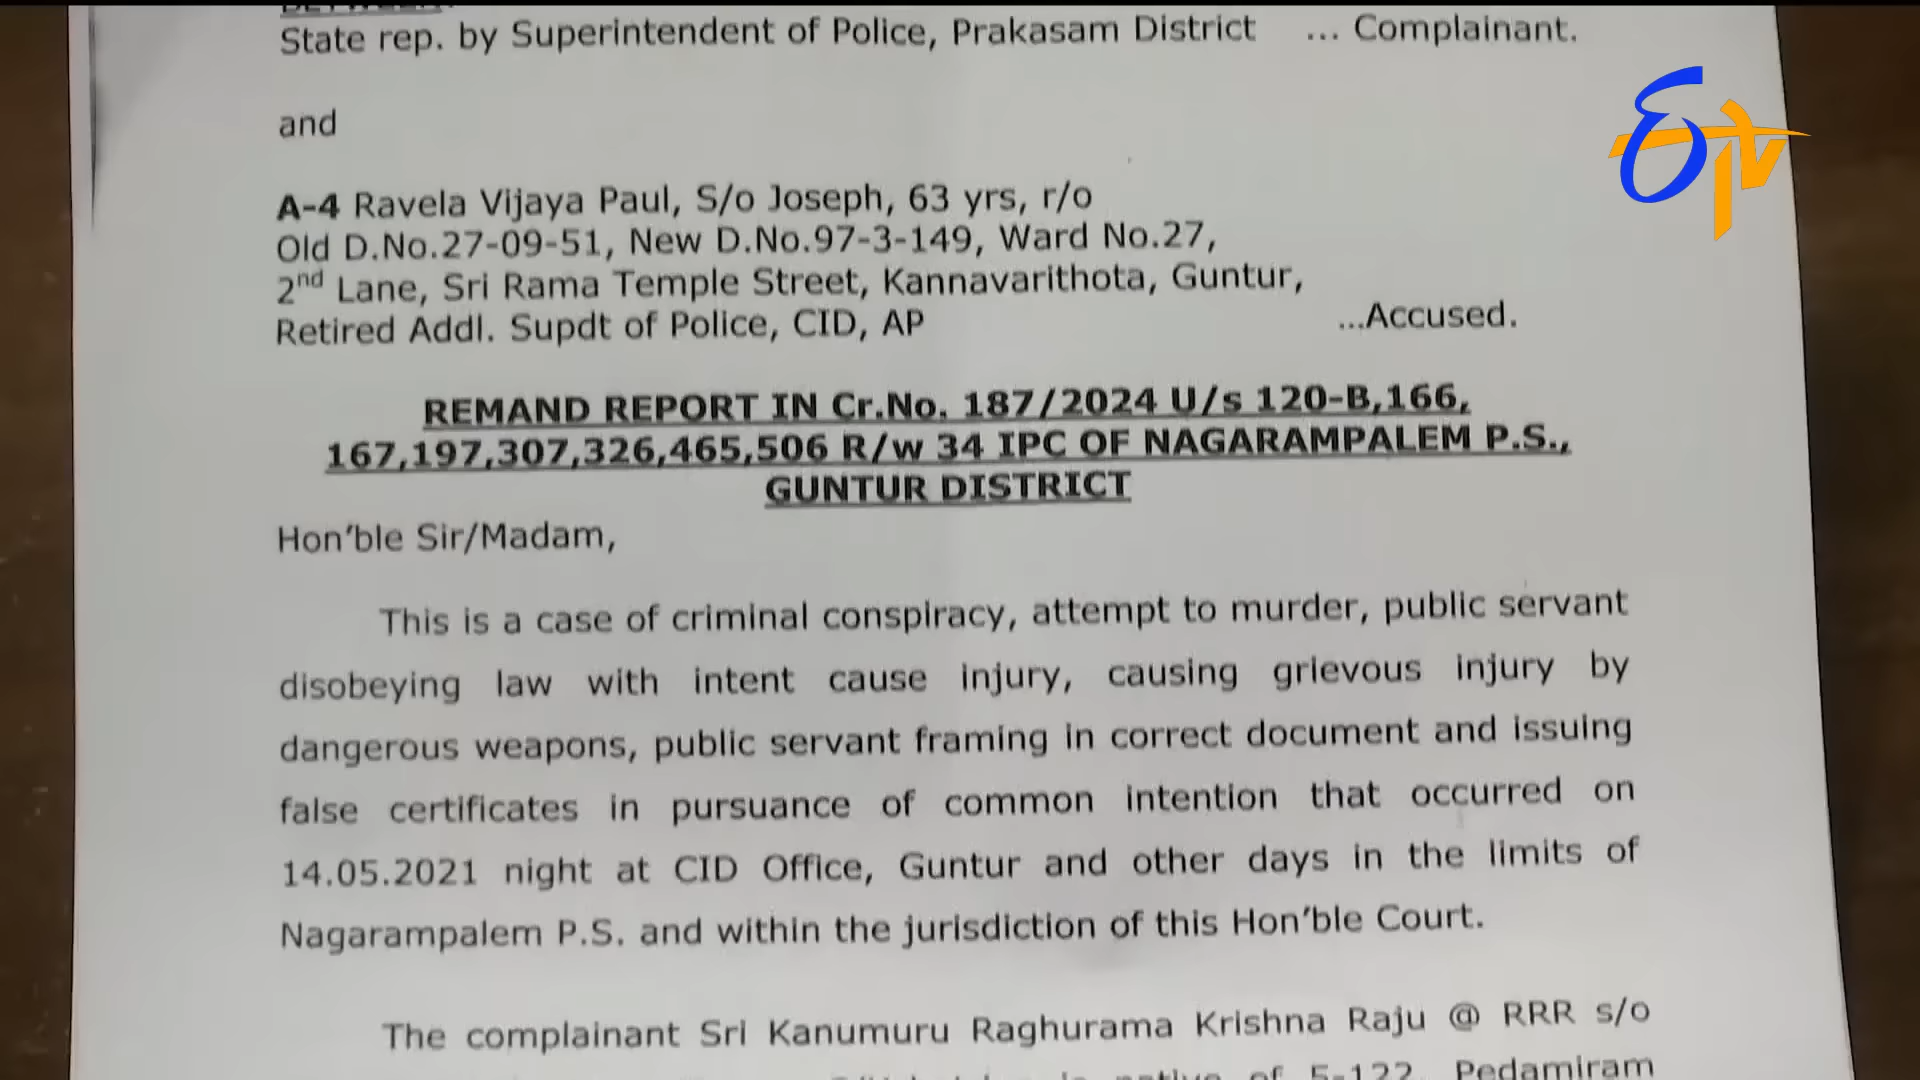 State rep. by Superintendent of Police, Prakasam District ... Complainant.
and
A-4 Ravela Vijaya Paul, S/o Joseph, 63 yrs, r/o
Old D.No.27-09-51, New D.No.97-3-149, Ward No.27,
2nd Lane, Sri Rama Temple Street, Kannavarithota, Guntur,
Retired Addl. Supdt of Police, CID, AP ...Accused.
REMAND REPORT IN Cr.No. 187/2024 U/s 120-B,166,
167,197,307,326,465,506 R/w 34 IPC OF NAGARAMPALEM P.S.,
GUNTUR DISTRICT
Hon'ble Sir/Madam,
This is a case of criminal conspiracy, attempt to murder, public servant
disobeying law with intent cause injury, causing grievous injury by
dangerous weapons, public servant framing in correct document and issuing
false certificates in pursuance of common intention that occurred on
14.05.2021 night at CID Office, Guntur and other days in the limits of
Nagarampalem P.S. and within the jurisdiction of this Hon'ble Court.
The complainant Sri Kanumuru Raghurama Krishna Raju @ RRR s/o
native of 5-122, Pedamiram
ETV